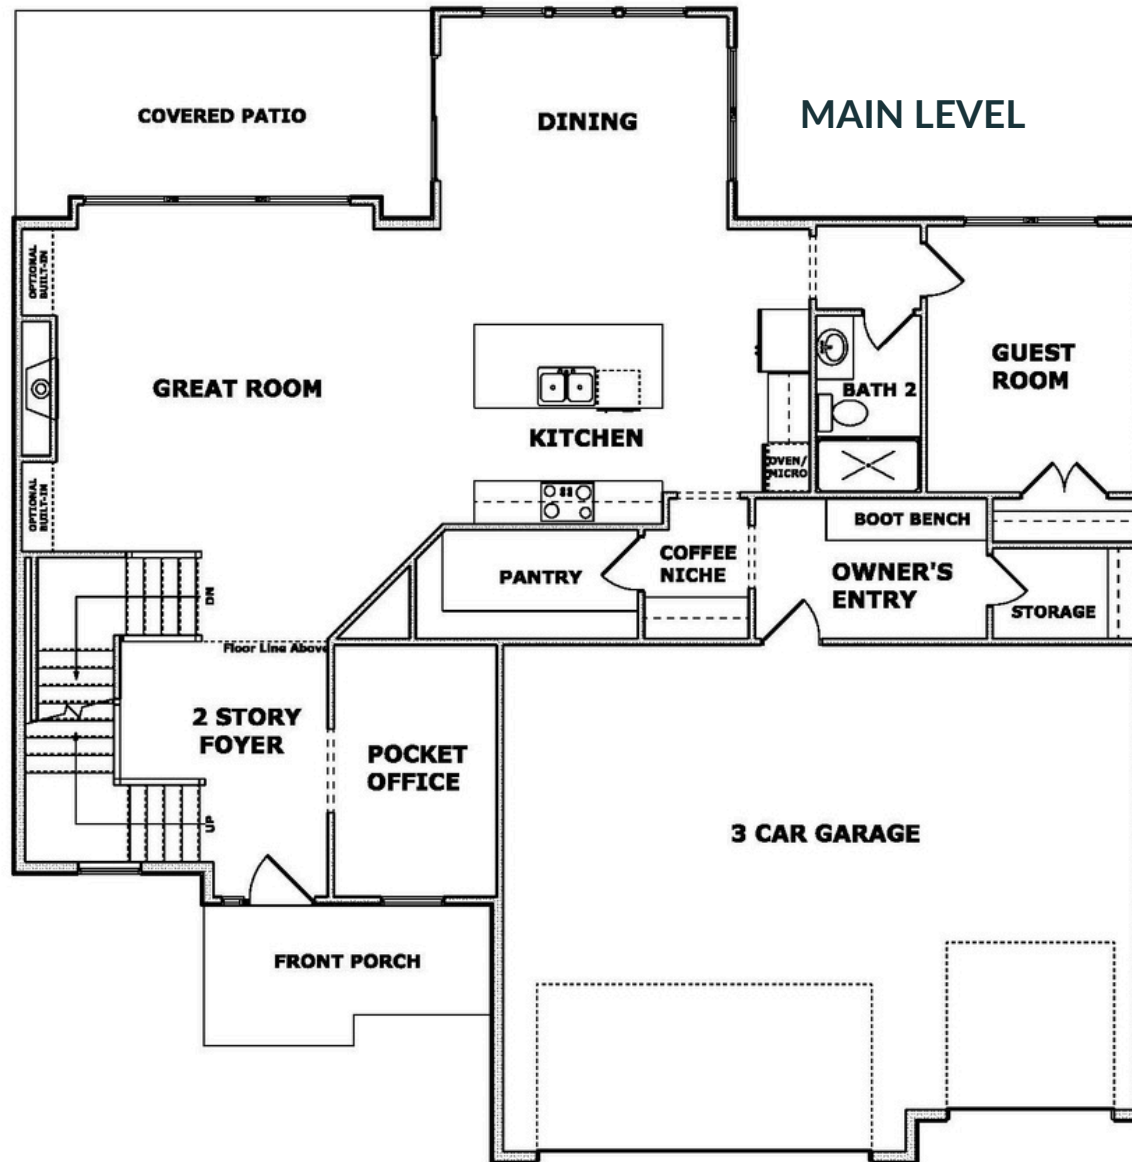 COVERED PATIO
DINING
MAIN LEVEL
OPTIONAL
BUILT-IN
GREAT ROOM
KITCHEN
BATH 2
GUEST
ROOM
OVEN/
MICRO
OPTIONAL
BUILT-IN
BOOT BENCH
PANTRY
COFFEE
NICHE
OWNER'S
ENTRY
STORAGE
DN
Floor Line Above
2 STORY
FOYER
POCKET
OFFICE
UP
3 CAR GARAGE
FRONT PORCH